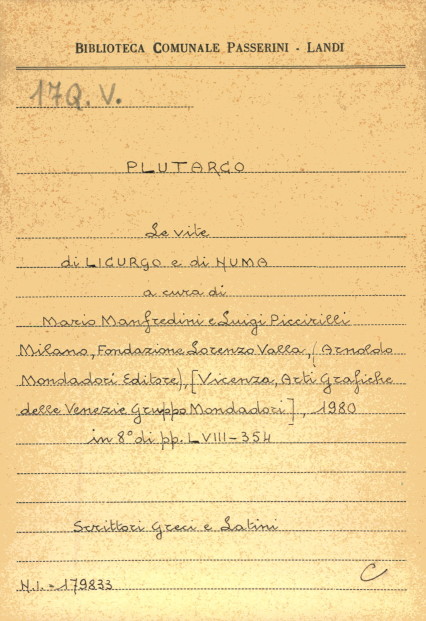 BIBLIOTECA COMUNALE PASSERINI - LANDI
17Q. V.
PLUTARCO
Le vite
di LICURGO e di NUMA
a cura di
Mario Manfredini e Luigi Piccirilli
Milano, Fondazione Lorenzo Valla, (Arnoldo
Mondadori Editore), [Vicenza, Arti Grafiche
delle Venezie Gruppo Mondadori], 1980
in 8° di pp. LVIII-354
Scrittori Greci e Latini
C
N.I. - 179833